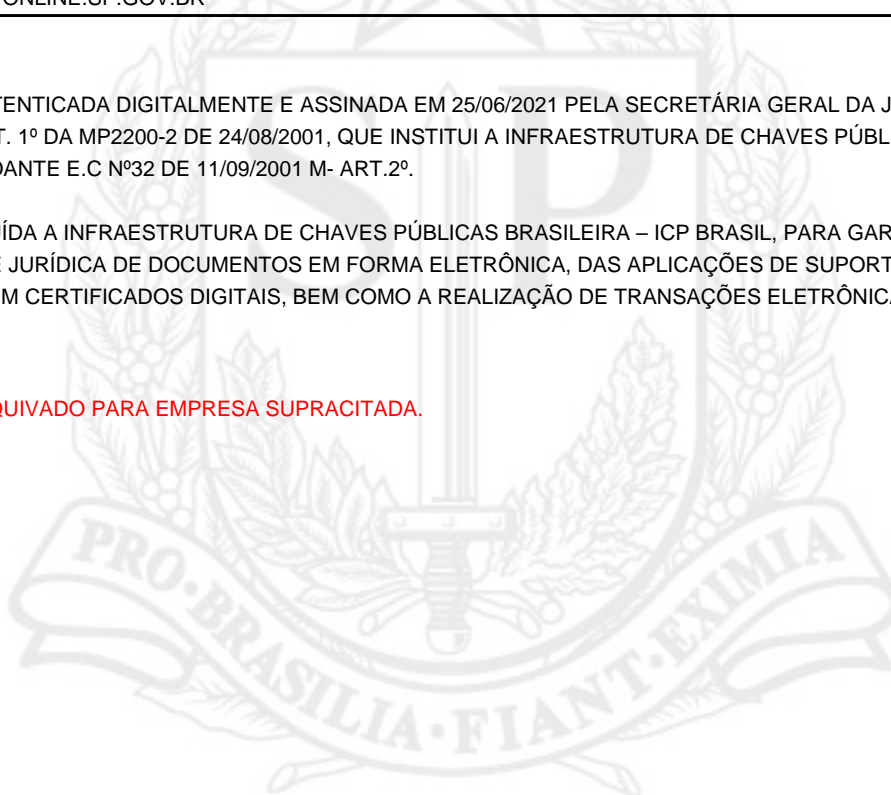 ONLINE.SP.GOV.BR
TENTICADA DIGITALMENTE E ASSINADA EM 25/06/2021 PELA SECRETÁRIA GERAL DA J
T. 1º DA MP2200-2 DE 24/08/2001, QUE INSTITUI A INFRAESTRUTURA DE CHAVES PÚBL
DANTE E.C Nº32 DE 11/09/2001 M- ART.2º.
ÍDA A INFRAESTRUTURA DE CHAVES PÚBLICAS BRASILEIRA – ICP BRASIL, PARA GAR
E JURÍDICA DE DOCUMENTOS EM FORMA ELETRÔNICA, DAS APLICAÇÕES DE SUPORT
M CERTIFICADOS DIGITAIS, BEM COMO A REALIZAÇÃO DE TRANSAÇÕES ELETRÔNICA
QUIVADO PARA EMPRESA SUPRACITADA.
SP
PRO·BRASILIA·FIANT·EXIMIA